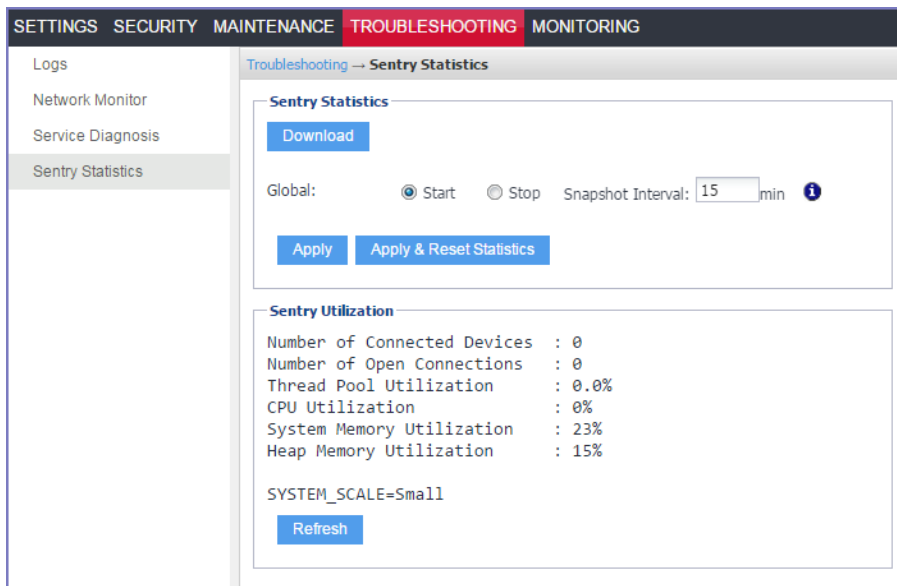 SETTINGS SECURITY MAINTENANCE TROUBLESHOOTING MONITORING
Logs
Network Monitor
Service Diagnosis
Sentry Statistics
Troubleshooting → Sentry Statistics
Sentry Statistics
Download
Global: Start Stop Snapshot Interval: 15 min i
Apply Apply & Reset Statistics
Sentry Utilization
Number of Connected Devices : 0
Number of Open Connections : 0
Thread Pool Utilization : 0.0%
CPU Utilization : 0%
System Memory Utilization : 23%
Heap Memory Utilization : 15%
SYSTEM_SCALE=Small
Refresh